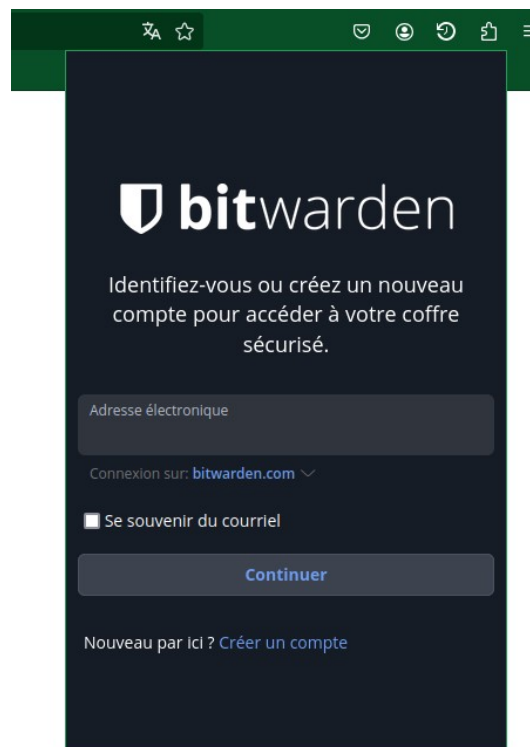 bitwarden
Identifiez-vous ou créez un nouveau
compte pour accéder à votre coffre
sécurisé.
Adresse électronique
Connexion sur: bitwarden.com
Se souvenir du courriel
Continuer
Nouveau par ici ? Créer un compte